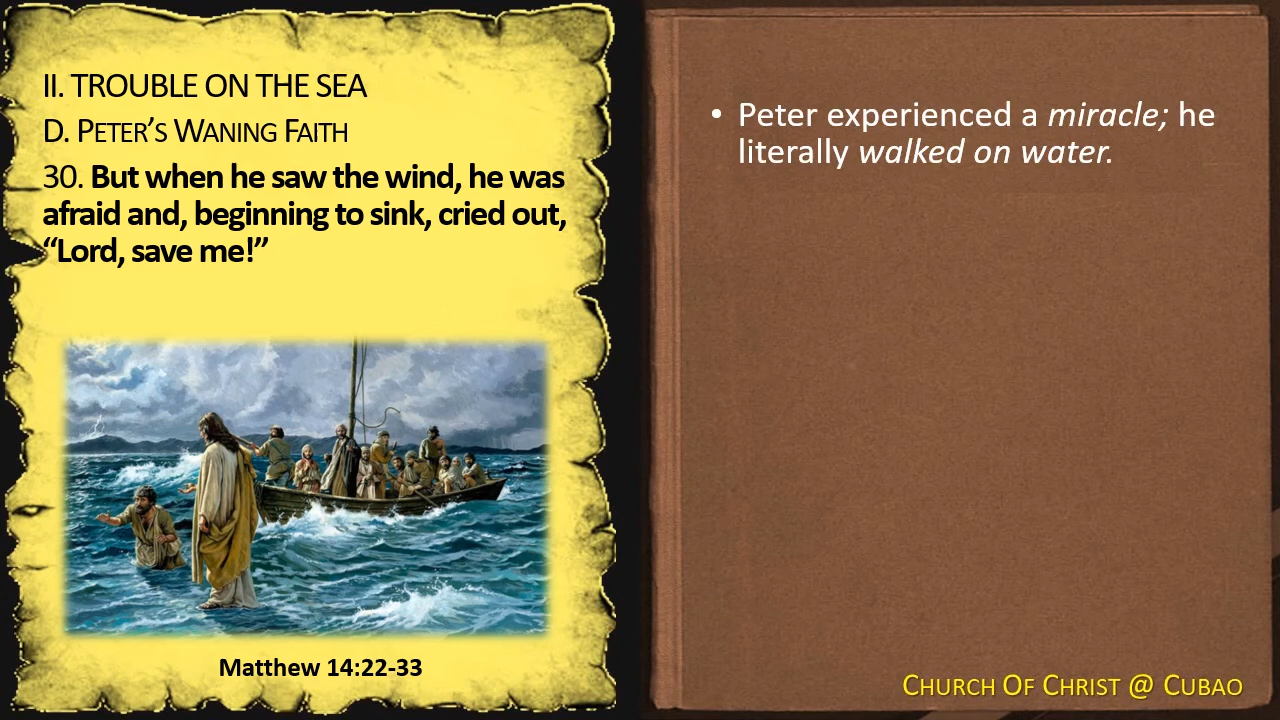 II. TROUBLE ON THE SEA
D. PETER’S WANING FAITH
30. But when he saw the wind, he was
afraid and, beginning to sink, cried out,
“Lord, save me!”
Matthew 14:22-33
• Peter experienced a miracle; he
literally walked on water.
CHURCH OF CHRIST @ CUBAO